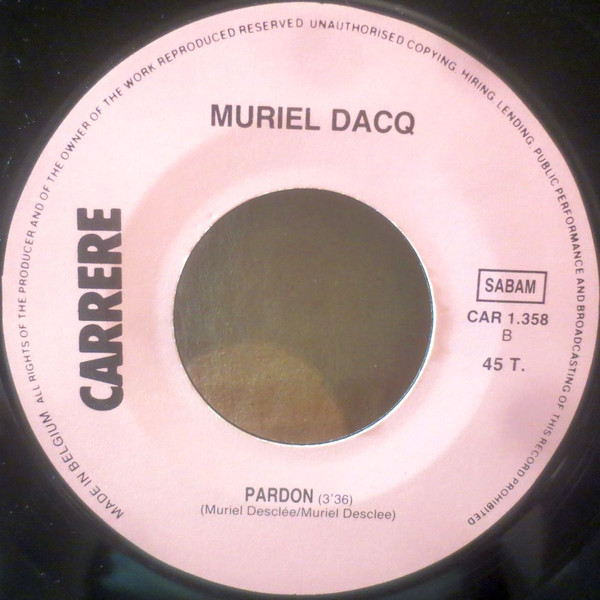 MADE IN BELGIUM ALL RIGHTS OF THE PRODUCER AND OF THE OWNER OF THE WORK REPRODUCED RESERVED UNAUTHORISED COPYING, HIRING, LENDING, PUBLIC PERFORMANCE AND BROADCASTING OF THIS RECORD PROHIBITED
MURIEL DACQ
CARRERE
SABAM
CAR 1.358
B
45 T.
PARDON (3'36)
(Muriel Desclée/Muriel Desclee)